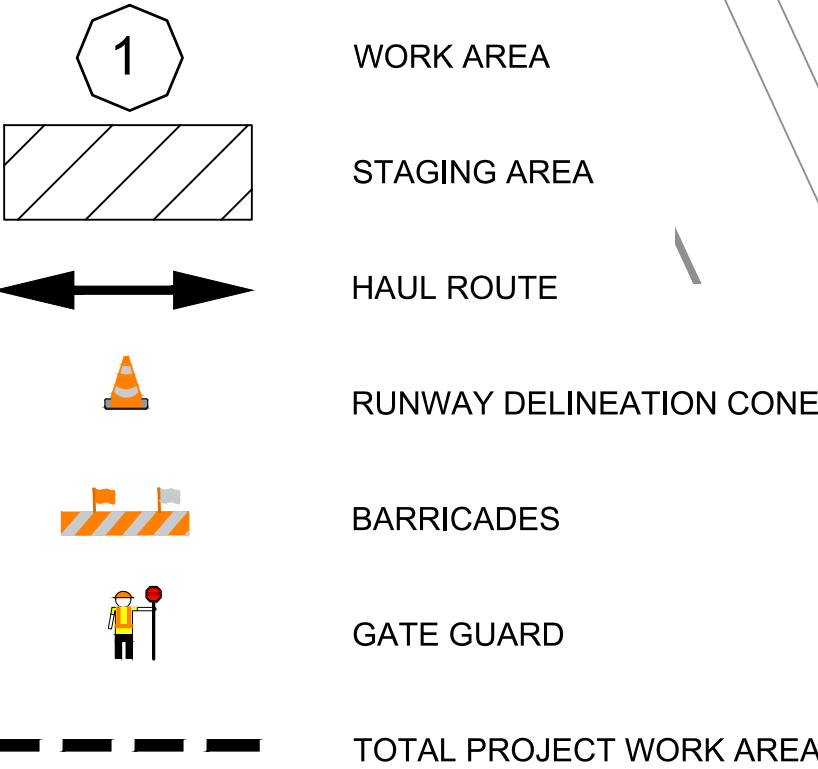 1
WORK AREA
STAGING AREA
HAUL ROUTE
RUNWAY DELINEATION CONE
BARRICADES
GATE GUARD
TOTAL PROJECT WORK AREA